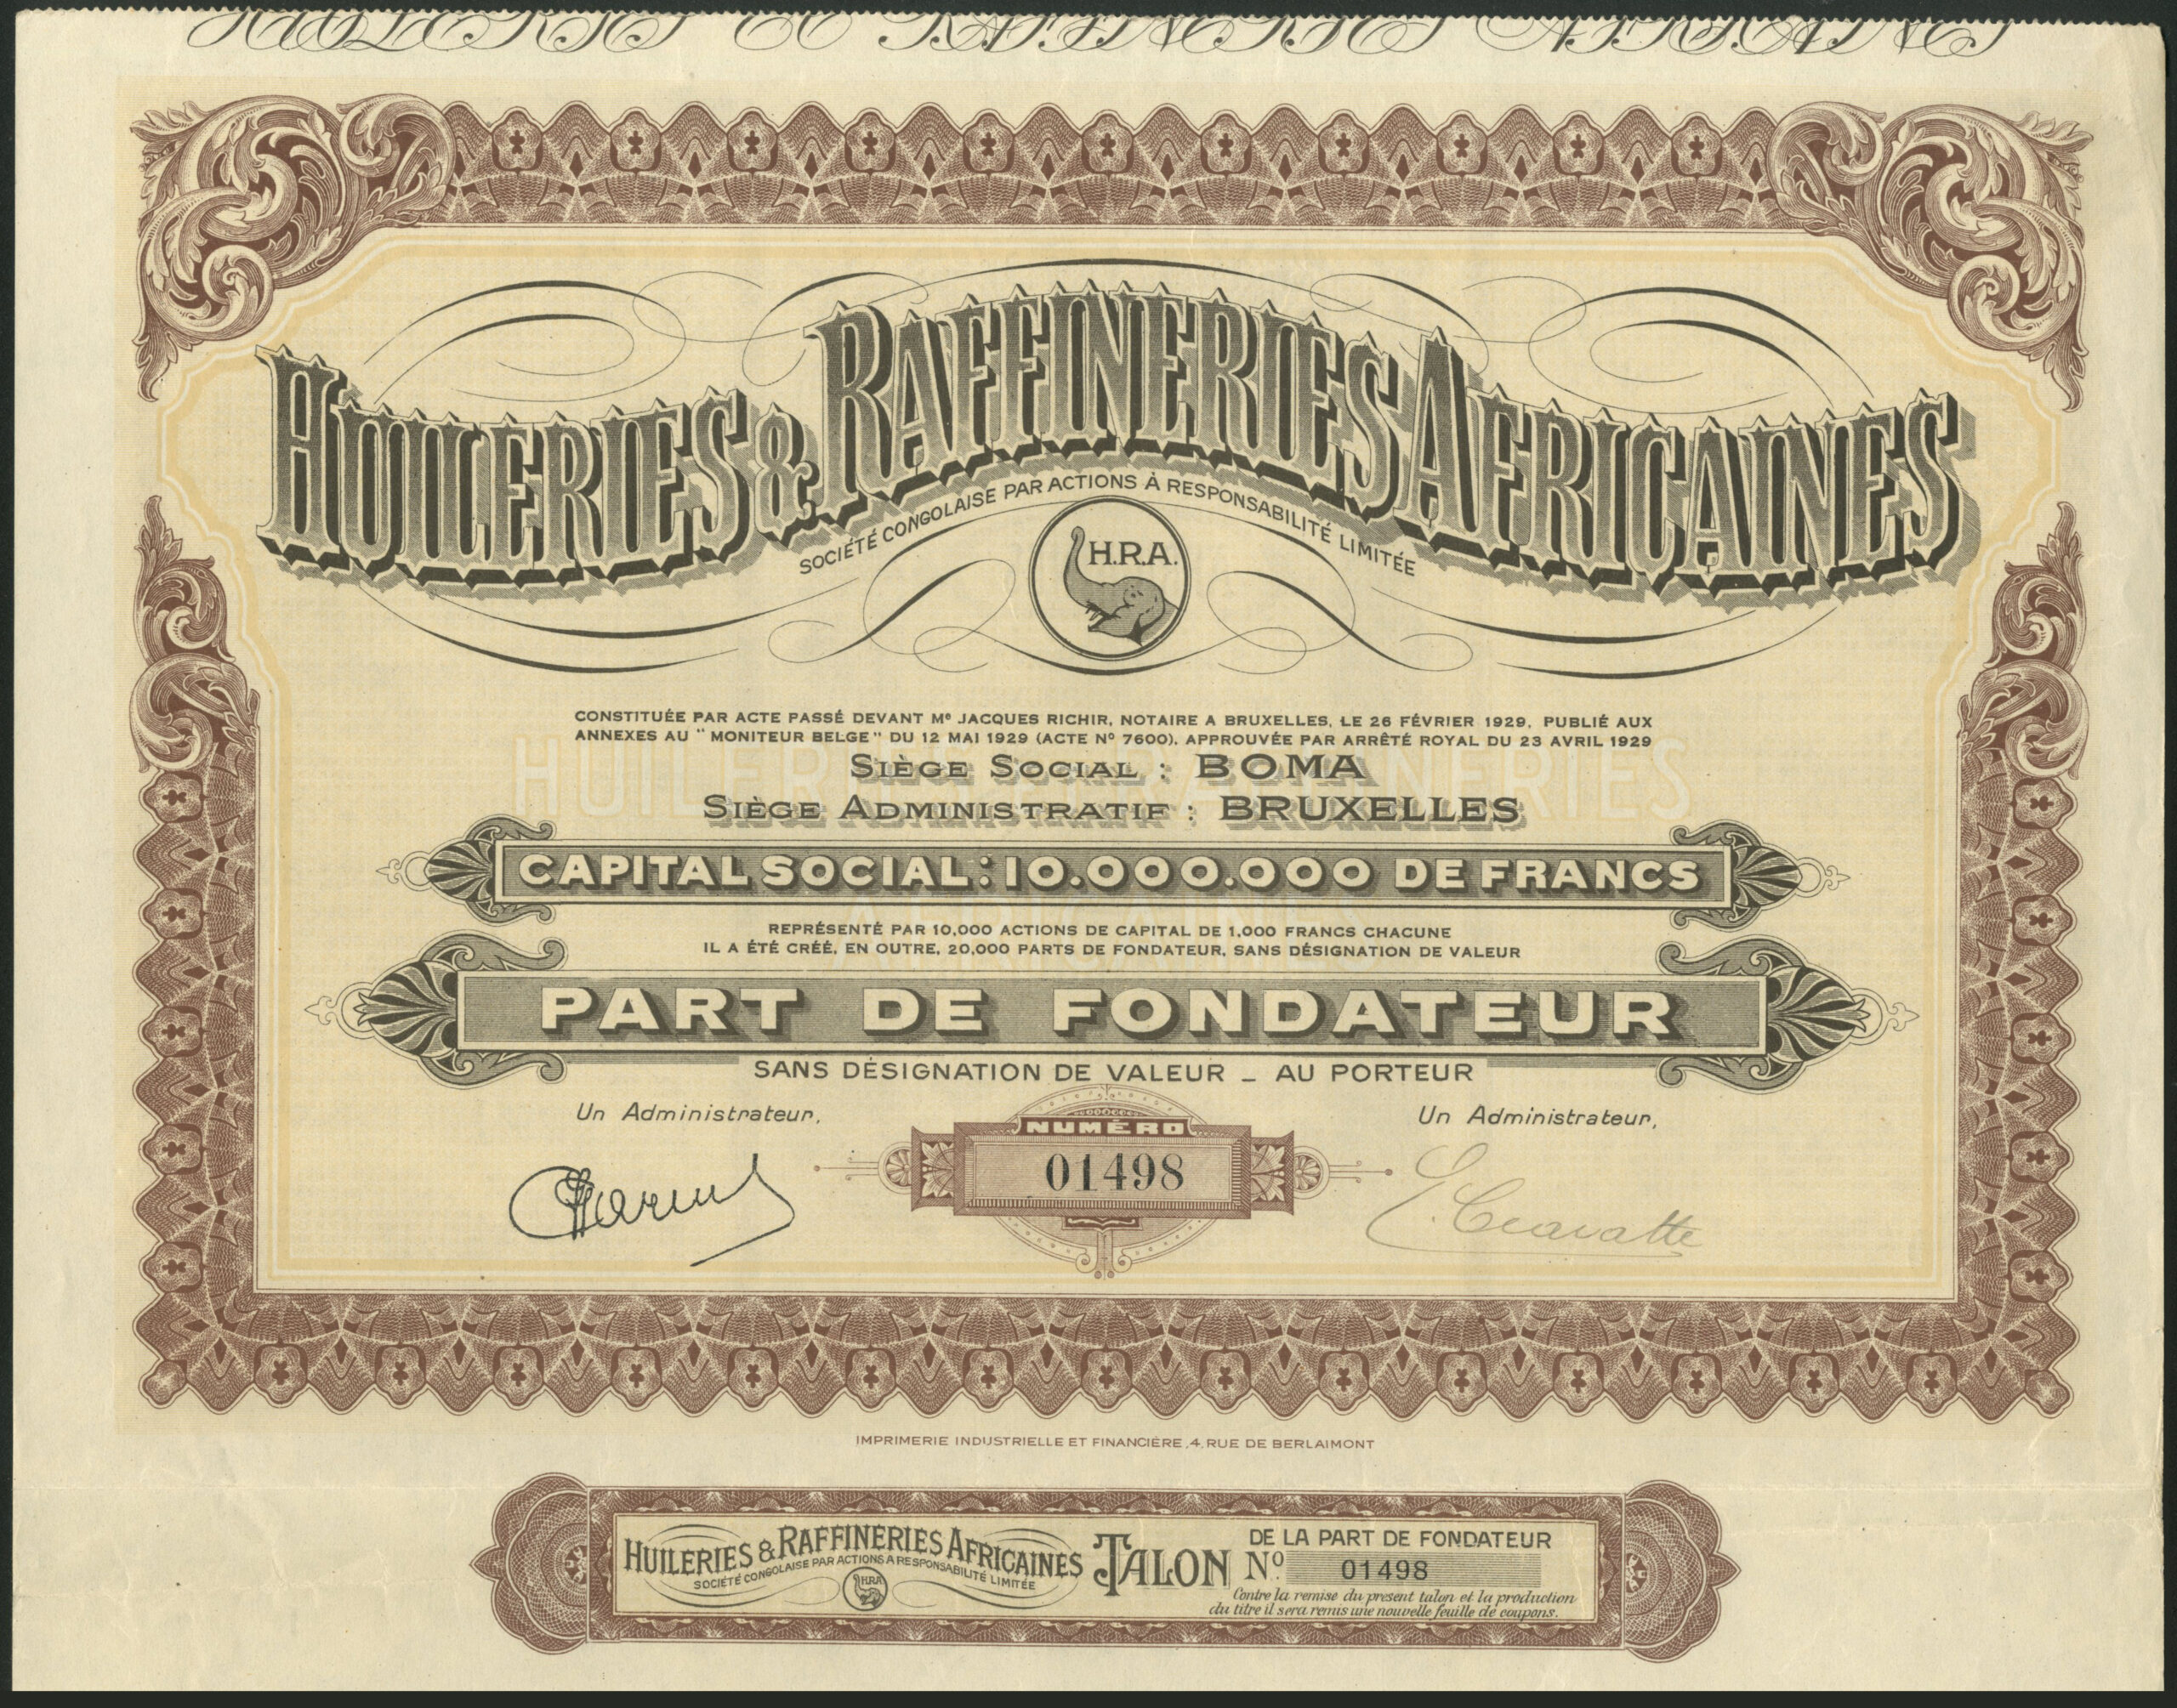 HUILERIES & RAFFINERIES AFRICAINES
SOCIÉTÉ CONGOLAISE PAR ACTIONS À RESPONSABILITÉ LIMITÉE
H.R.A.
CONSTITUÉE PAR ACTE PASSÉ DEVANT Me JACQUES RICHIR, NOTAIRE A BRUXELLES, LE 26 FÉVRIER 1929, PUBLIÉ AUX
ANNEXES AU "MONITEUR BELGE" DU 12 MAI 1929 (ACTE No 7600), APPROUVÉE PAR ARRÊTÉ ROYAL DU 23 AVRIL 1929
HUILERIES & RAFFINERIES
SIÈGE SOCIAL : BOMA
SIÈGE ADMINISTRATIF : BRUXELLES
CAPITAL SOCIAL : 10.000.000 DE FRANCS
AFRICAINES
REPRÉSENTÉ PAR 10,000 ACTIONS DE CAPITAL DE 1,000 FRANCS CHACUNE
IL A ÉTÉ CRÉÉ, EN OUTRE, 20,000 PARTS DE FONDATEUR, SANS DÉSIGNATION DE VALEUR
PART DE FONDATEUR
SANS DÉSIGNATION DE VALEUR _ AU PORTEUR
Un Administrateur,
Un Administrateur,
NUMÉRO
01498
E. Cravatte
IMPRIMERIE INDUSTRIELLE ET FINANCIÈRE, 4, RUE DE BERLAIMONT
HUILERIES & RAFFINERIES AFRICAINES
SOCIÉTÉ CONGOLAISE PAR ACTIONS A RESPONSABILITÉ LIMITÉE
HRA
TALON No.
DE LA PART DE FONDATEUR
01498
Contre la remise du present talon et la production
du titre il sera remis une nouvelle feuille de coupons.